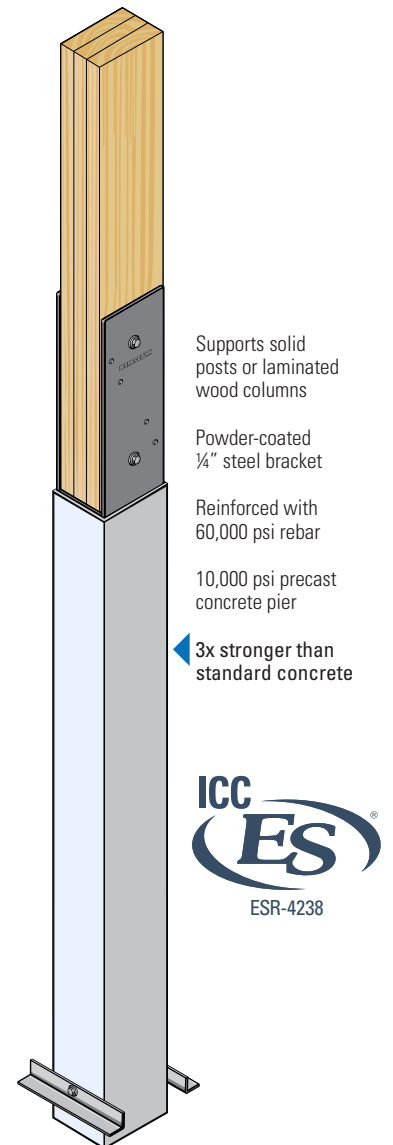 Supports solid
posts or laminated
wood columns
Powder-coated
¼” steel bracket
Reinforced with
60,000 psi rebar
10,000 psi precast
concrete pier
3x stronger than
standard concrete
ICC
ES®
ESR-4238